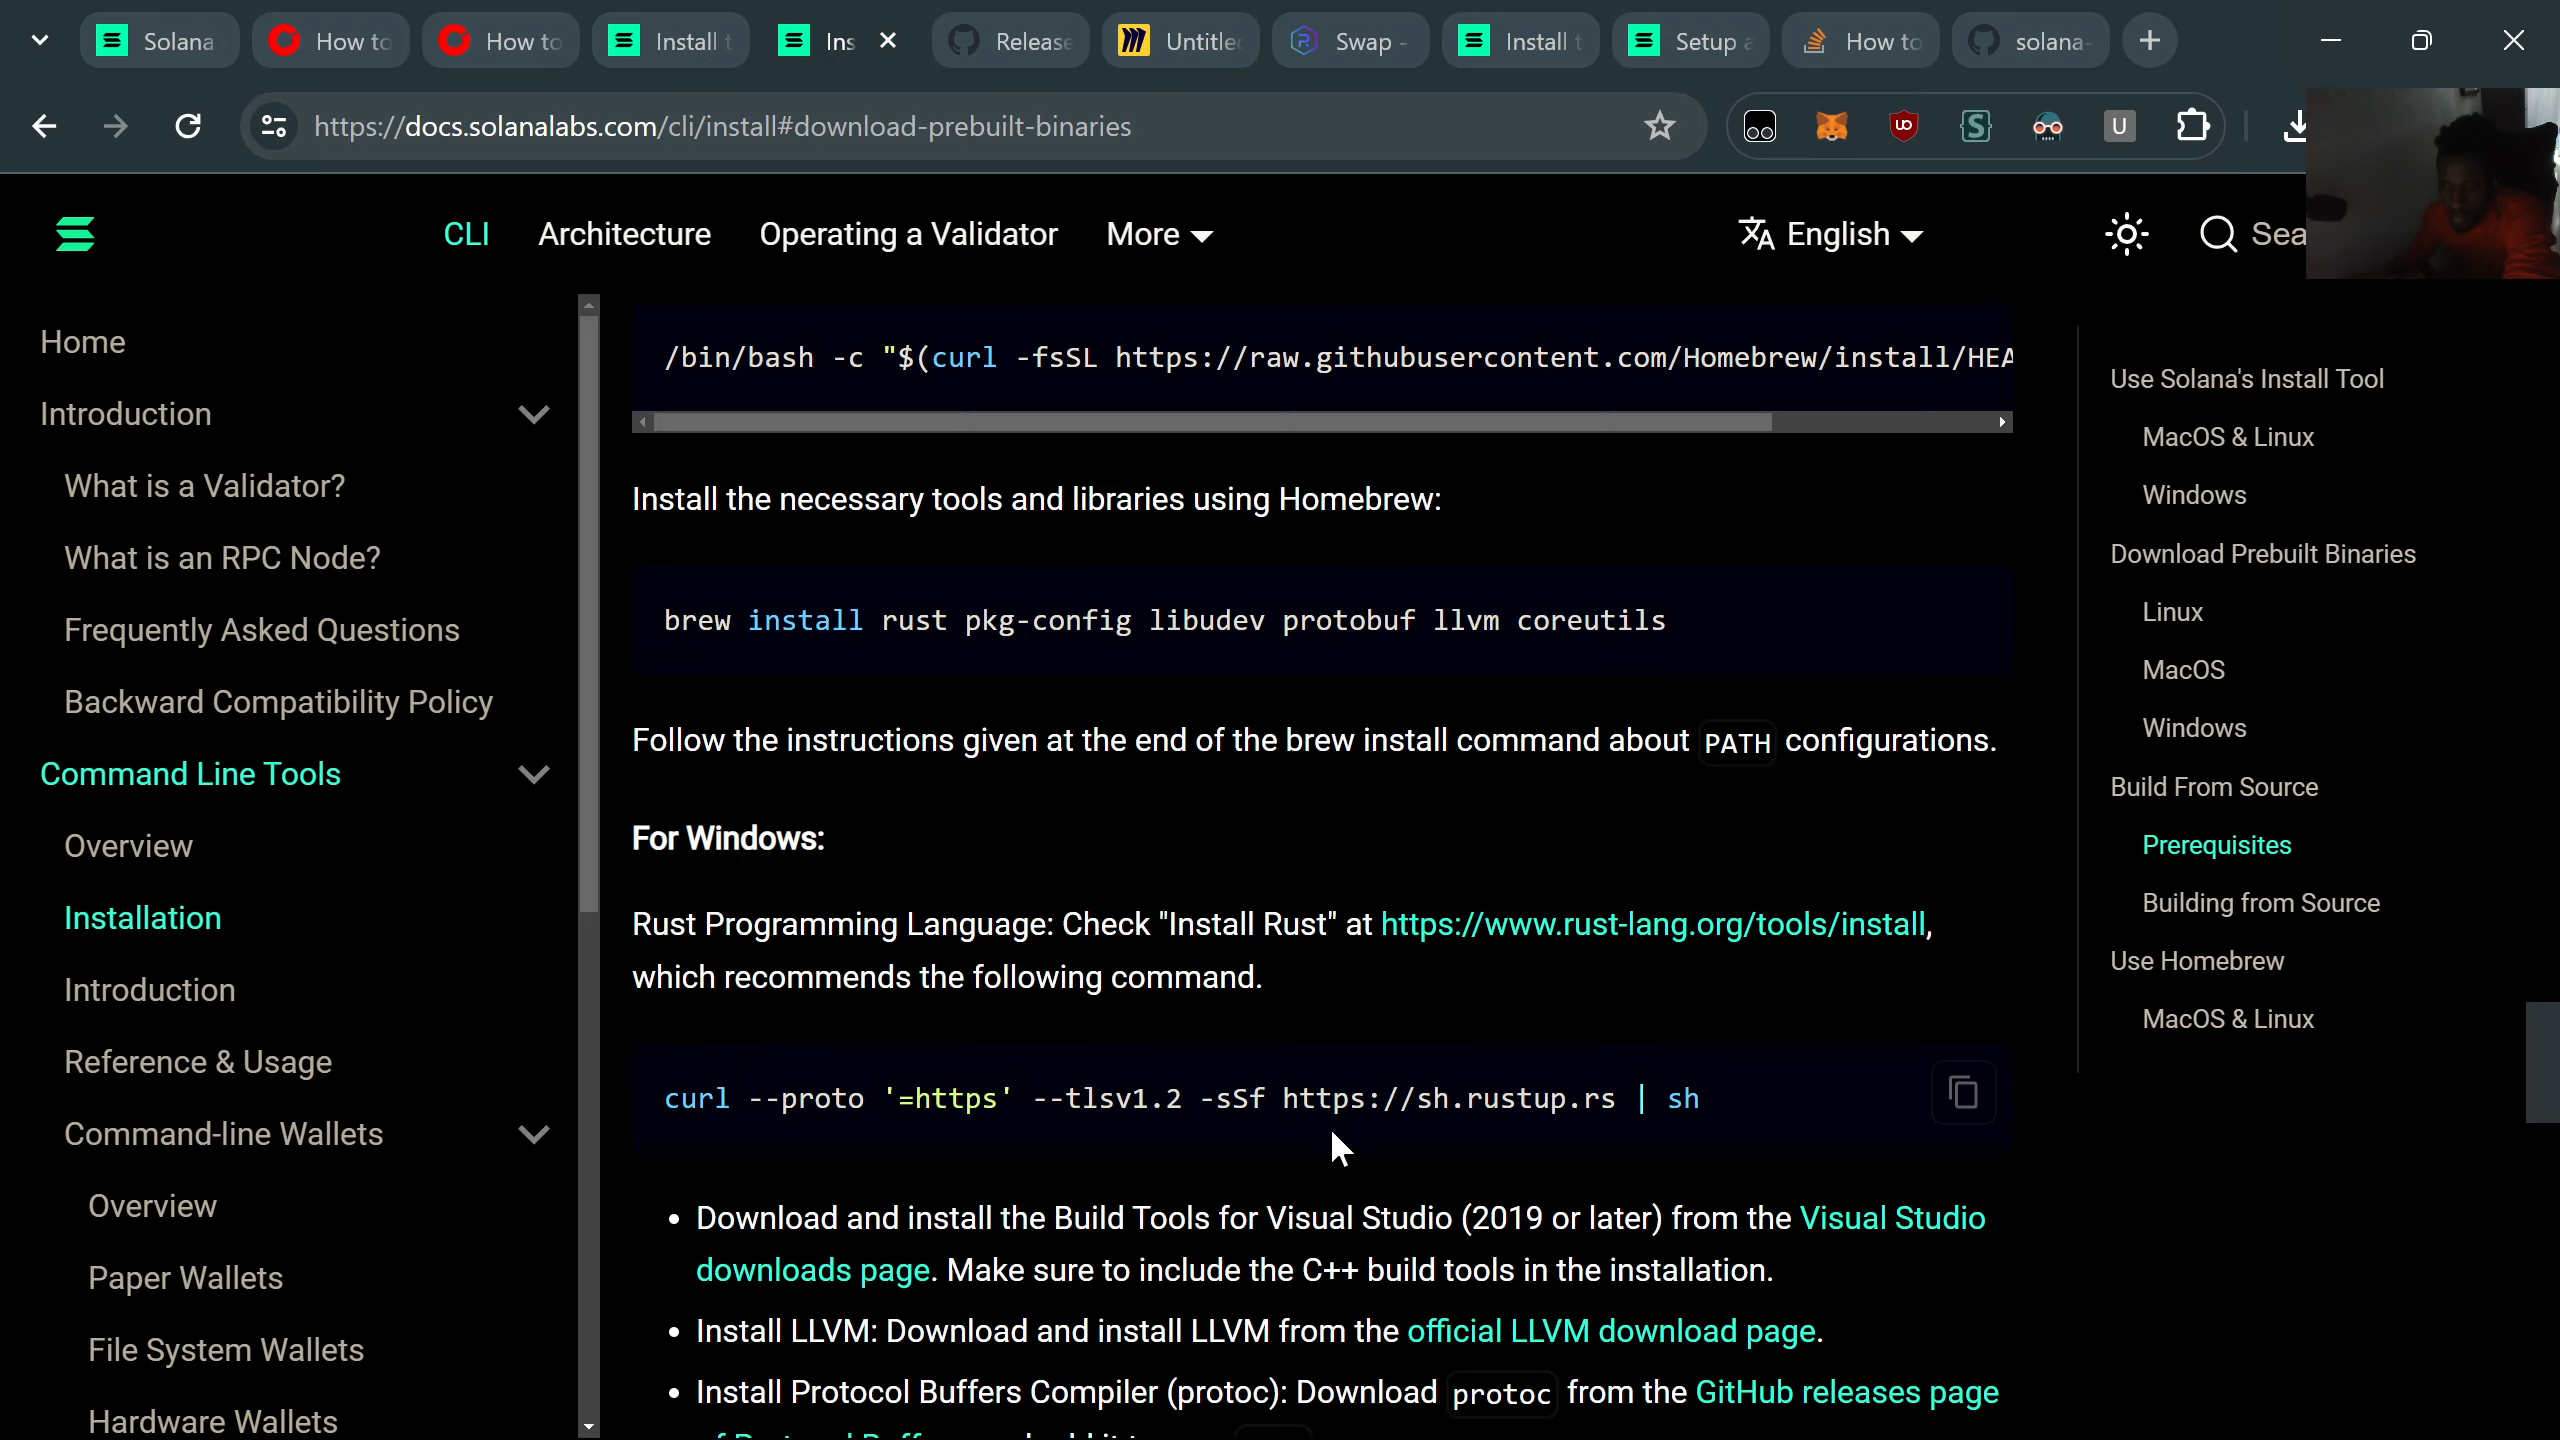 Solana
How to
How to
Install t
Ins
Release
Untitle
Swap -
Install t
Setup a
How to
solana-
https://docs.solanalabs.com/cli/install#download-prebuilt-binaries
CLI
Architecture
Operating a Validator
More
English
Sea
Home
Introduction
What is a Validator?
What is an RPC Node?
Frequently Asked Questions
Backward Compatibility Policy
Command Line Tools
Overview
Installation
Introduction
Reference & Usage
Command-line Wallets
Overview
Paper Wallets
File System Wallets
Hardware Wallets
/bin/bash -c "$(curl -fsSL https://raw.githubusercontent.com/Homebrew/install/HEA
Install the necessary tools and libraries using Homebrew:
brew install rust pkg-config libudev protobuf llvm coreutils
Follow the instructions given at the end of the brew install command about PATH configurations.
For Windows:
Rust Programming Language: Check "Install Rust" at https://www.rust-lang.org/tools/install,
which recommends the following command.
curl --proto '=https' --tlsv1.2 -sSf https://sh.rustup.rs | sh
• Download and install the Build Tools for Visual Studio (2019 or later) from the Visual Studio
downloads page. Make sure to include the C++ build tools in the installation.
• Install LLVM: Download and install LLVM from the official LLVM download page.
• Install Protocol Buffers Compiler (protoc): Download protoc from the GitHub releases page
Use Solana's Install Tool
MacOS & Linux
Windows
Download Prebuilt Binaries
Linux
MacOS
Windows
Build From Source
Prerequisites
Building from Source
Use Homebrew
MacOS & Linux